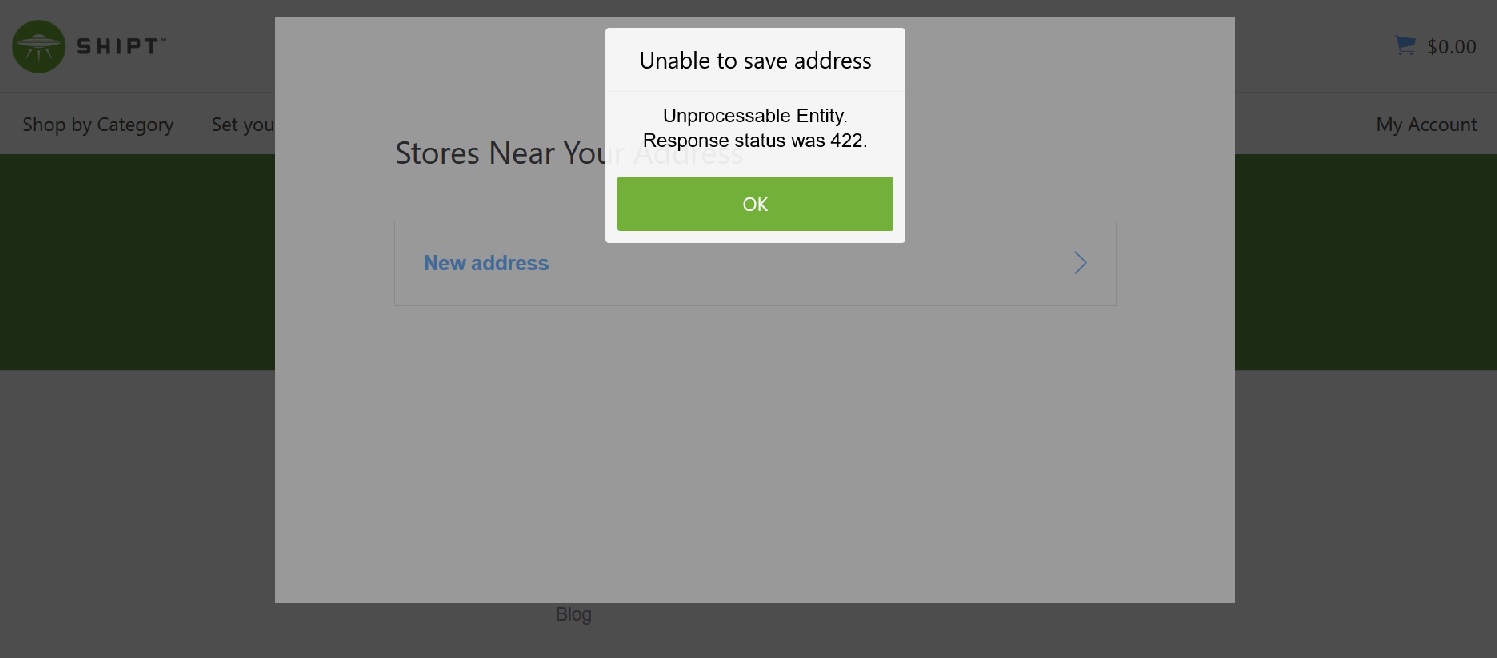 SHIPT™
$0.00
Shop by Category
Set you
My Account
Unable to save address
Unprocessable Entity.
Response status was 422.
OK
Stores Near Your Address
New address
Blog